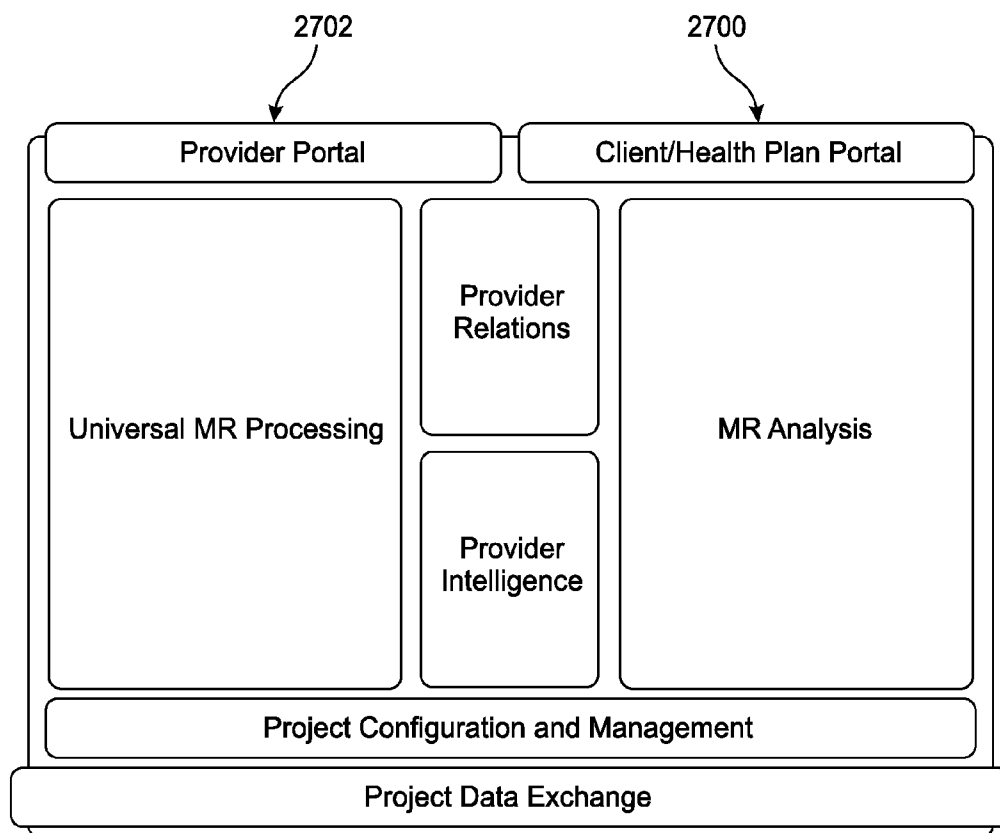 2702
2700
Provider Portal
Client/Health Plan Portal
Provider
Relations
Universal MR Processing
MR Analysis
Provider
Intelligence
Project Configuration and Management
Project Data Exchange